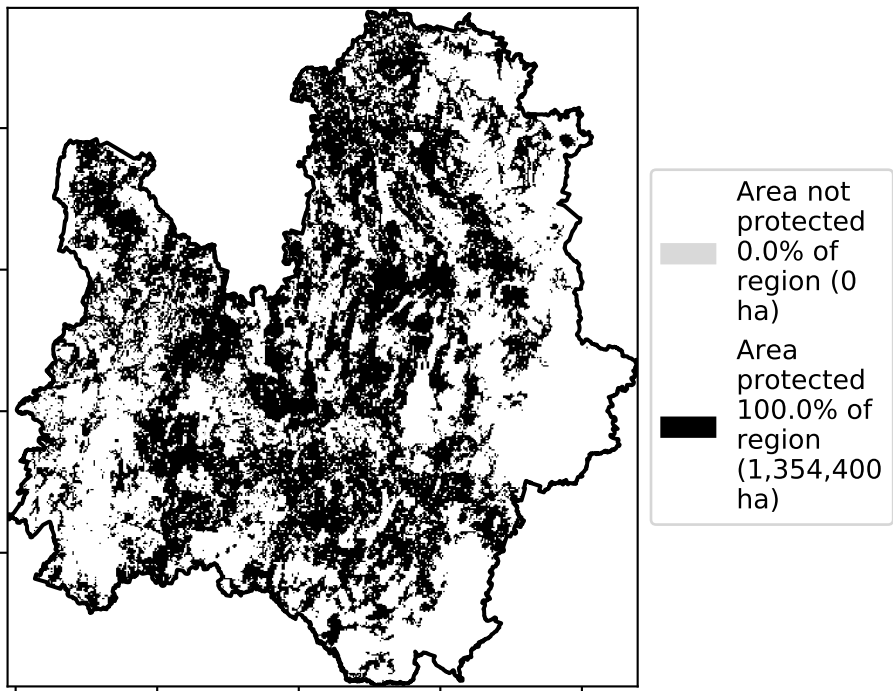 Area not
protected
0.0% of
region (0
ha)
Area
protected
100.0% of
region
(1,354,400
ha)